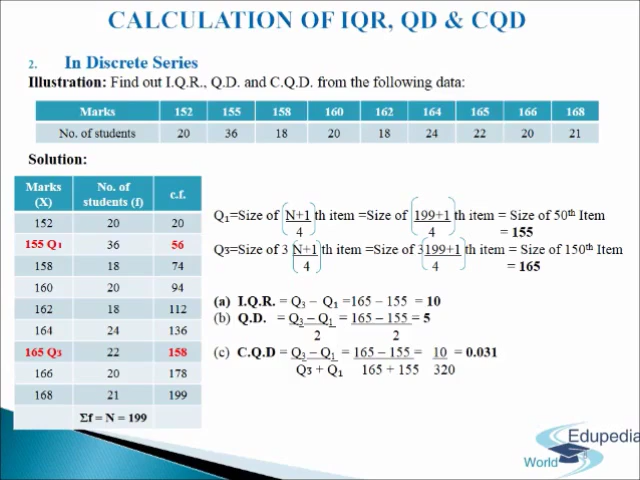 CALCULATION OF IQR, QD & CQD
2. In Discrete Series
Illustration: Find out I.Q.R., Q.D. and C.Q.D. from the following data:
Marks 152 155 158 160 162 164 165 166 168
No. of students 20 36 18 20 18 24 22 20 21
Solution:
Marks (X) No. of students (f) c.f.
152 20 20
155 Q₁ 36 56
158 18 74
160 20 94
162 18 112
164 24 136
165 Q₃ 22 158
166 20 178
168 21 199
Σf = N = 199
Q₁=Size of N+1 th item =Size of 199+1 th item = Size of 50th Item
4 4 = 155
Q₃=Size of 3 N+1 th item =Size of 3 199+1 th item = Size of 150th Item
4 4 = 165
(a) I.Q.R. = Q₃ – Q₁ =165 – 155 = 10
(b) Q.D. = Q₃ – Q₁ = 165 – 155 = 5
2 2
(c) C.Q.D = Q₃ – Q₁ = 165 – 155 = 10 = 0.031
Q₃ + Q₁ 165 + 155 320
Edupedia
World